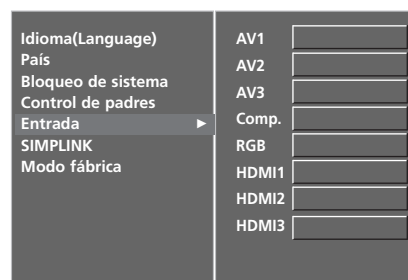 Idioma(Language)
País
Bloqueo de sistema
Control de padres
Entrada ►
SIMPLINK
Modo fábrica
AV1
AV2
AV3
Comp.
RGB
HDMI1
HDMI2
HDMI3